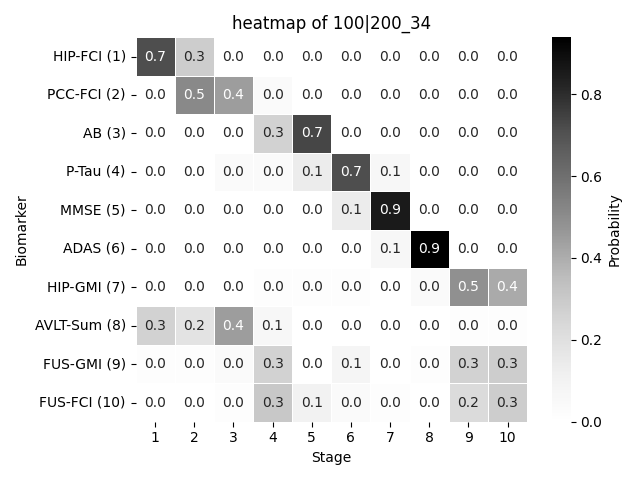 heatmap of 100|200_34
HIP-FCI (1) 0.7 0.3 0.0 0.0 0.0 0.0 0.0 0.0 0.0 0.0
PCC-FCI (2) 0.0 0.5 0.4 0.0 0.0 0.0 0.0 0.0 0.0 0.0
AB (3) 0.0 0.0 0.0 0.3 0.7 0.0 0.0 0.0 0.0 0.0
P-Tau (4) 0.0 0.0 0.0 0.0 0.1 0.7 0.1 0.0 0.0 0.0
MMSE (5) 0.0 0.0 0.0 0.0 0.0 0.1 0.9 0.0 0.0 0.0
ADAS (6) 0.0 0.0 0.0 0.0 0.0 0.0 0.1 0.9 0.0 0.0
HIP-GMI (7) 0.0 0.0 0.0 0.0 0.0 0.0 0.0 0.0 0.5 0.4
AVLT-Sum (8) 0.3 0.2 0.4 0.1 0.0 0.0 0.0 0.0 0.0 0.0
FUS-GMI (9) 0.0 0.0 0.0 0.3 0.0 0.1 0.0 0.0 0.3 0.3
FUS-FCI (10) 0.0 0.0 0.0 0.3 0.1 0.0 0.0 0.0 0.2 0.3
1 2 3 4 5 6 7 8 9 10
Stage
Biomarker
0.8
0.6
0.4
0.2
0.0
Probability